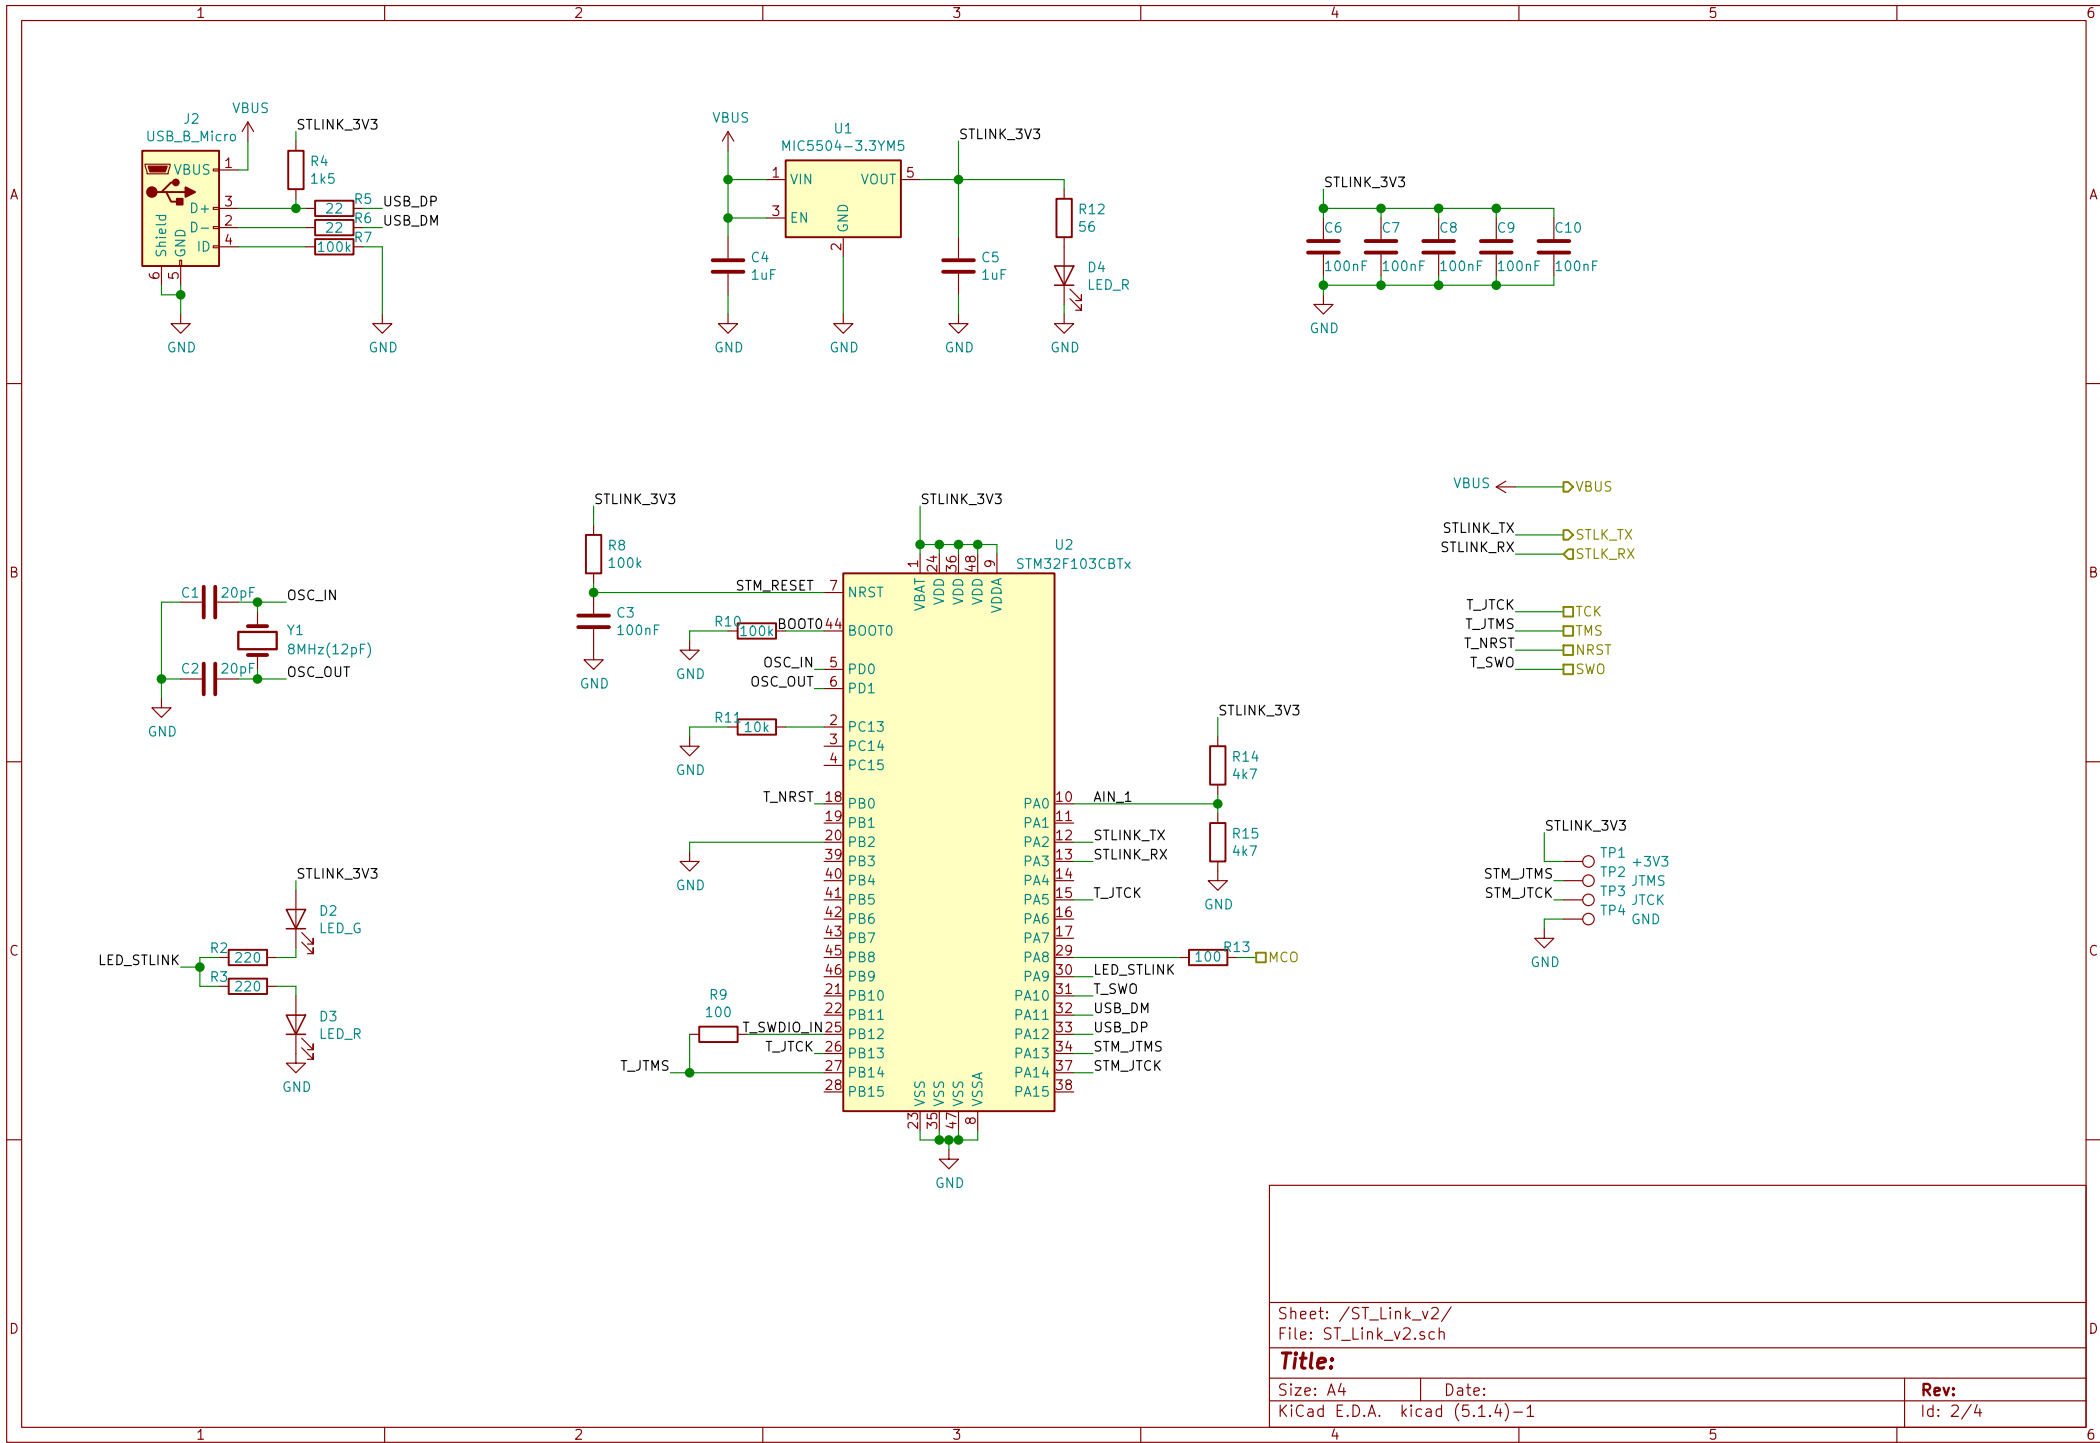 1 2 3 4 5 6
A
B
C
D
J2
USB_B_Micro
VBUS
STLINK_3V3
VBUS 1
D+ 3
D- 2
ID 4
Shield
GND
6 5
R4
1k5
22 R5 USB_DP
22 R6 USB_DM
100k R7
GND
GND
VBUS
U1
MIC5504-3.3YM5
1 VIN
3 EN
VOUT 5
GND
2
STLINK_3V3
C4
1uF
C5
1uF
R12
56
D4
LED_R
GND
GND
GND
GND
STLINK_3V3
C6 C7 C8 C9 C10
100nF 100nF 100nF 100nF 100nF
GND
C1 20pF OSC_IN
Y1
8MHz(12pF)
C2 20pF OSC_OUT
GND
STLINK_3V3
R8
100k
C3
100nF
GND
STLINK_3V3
U2
STM32F103CBTx
1 24 36 48 9
VBAT VDD VDD VDD VDDA
STM_RESET 7 NRST
R10 100k BOOT0 44 BOOT0
GND
OSC_IN 5 PD0
OSC_OUT 6 PD1
R11 10k 2 PC13
3 PC14
4 PC15
GND
T_NRST 18 PB0
19 PB1
20 PB2
39 PB3
40 PB4
41 PB5
42 PB6
43 PB7
45 PB8
46 PB9
21 PB10
22 PB11
T_SWDIO_IN 25 PB12
T_JTCK 26 PB13
T_JTMS 27 PB14
28 PB15
GND
R9
100
PA0 10 AIN_1
PA1 11
PA2 12 STLINK_TX
PA3 13 STLINK_RX
PA4 14
PA5 15 T_JTCK
PA6 16
PA7 17
PA8 29
PA9 30 LED_STLINK
PA10 31 T_SWO
PA11 32 USB_DM
PA12 33 USB_DP
PA13 34 STM_JTMS
PA14 37 STM_JTCK
PA15 38
VSS VSS VSS VSSA
23 35 47 8
GND
STLINK_3V3
R14
4k7
R15
4k7
GND
100 R13 MCO
VBUS VBUS
STLINK_TX STLK_TX
STLINK_RX STLK_RX
T_JTCK TCK
T_JTMS TMS
T_NRST NRST
T_SWO SWO
STLINK_3V3
TP1 +3V3
STM_JTMS TP2 JTMS
STM_JTCK TP3 JTCK
TP4 GND
GND
STLINK_3V3
D2
LED_G
LED_STLINK
R2 220
R3 220
D3
LED_R
GND
Sheet: /ST_Link_v2/
File: ST_Link_v2.sch
Title:
Size: A4 Date: Rev:
KiCad E.D.A. kicad (5.1.4)-1 Id: 2/4
A
B
C
D
1 2 3 4 5 6